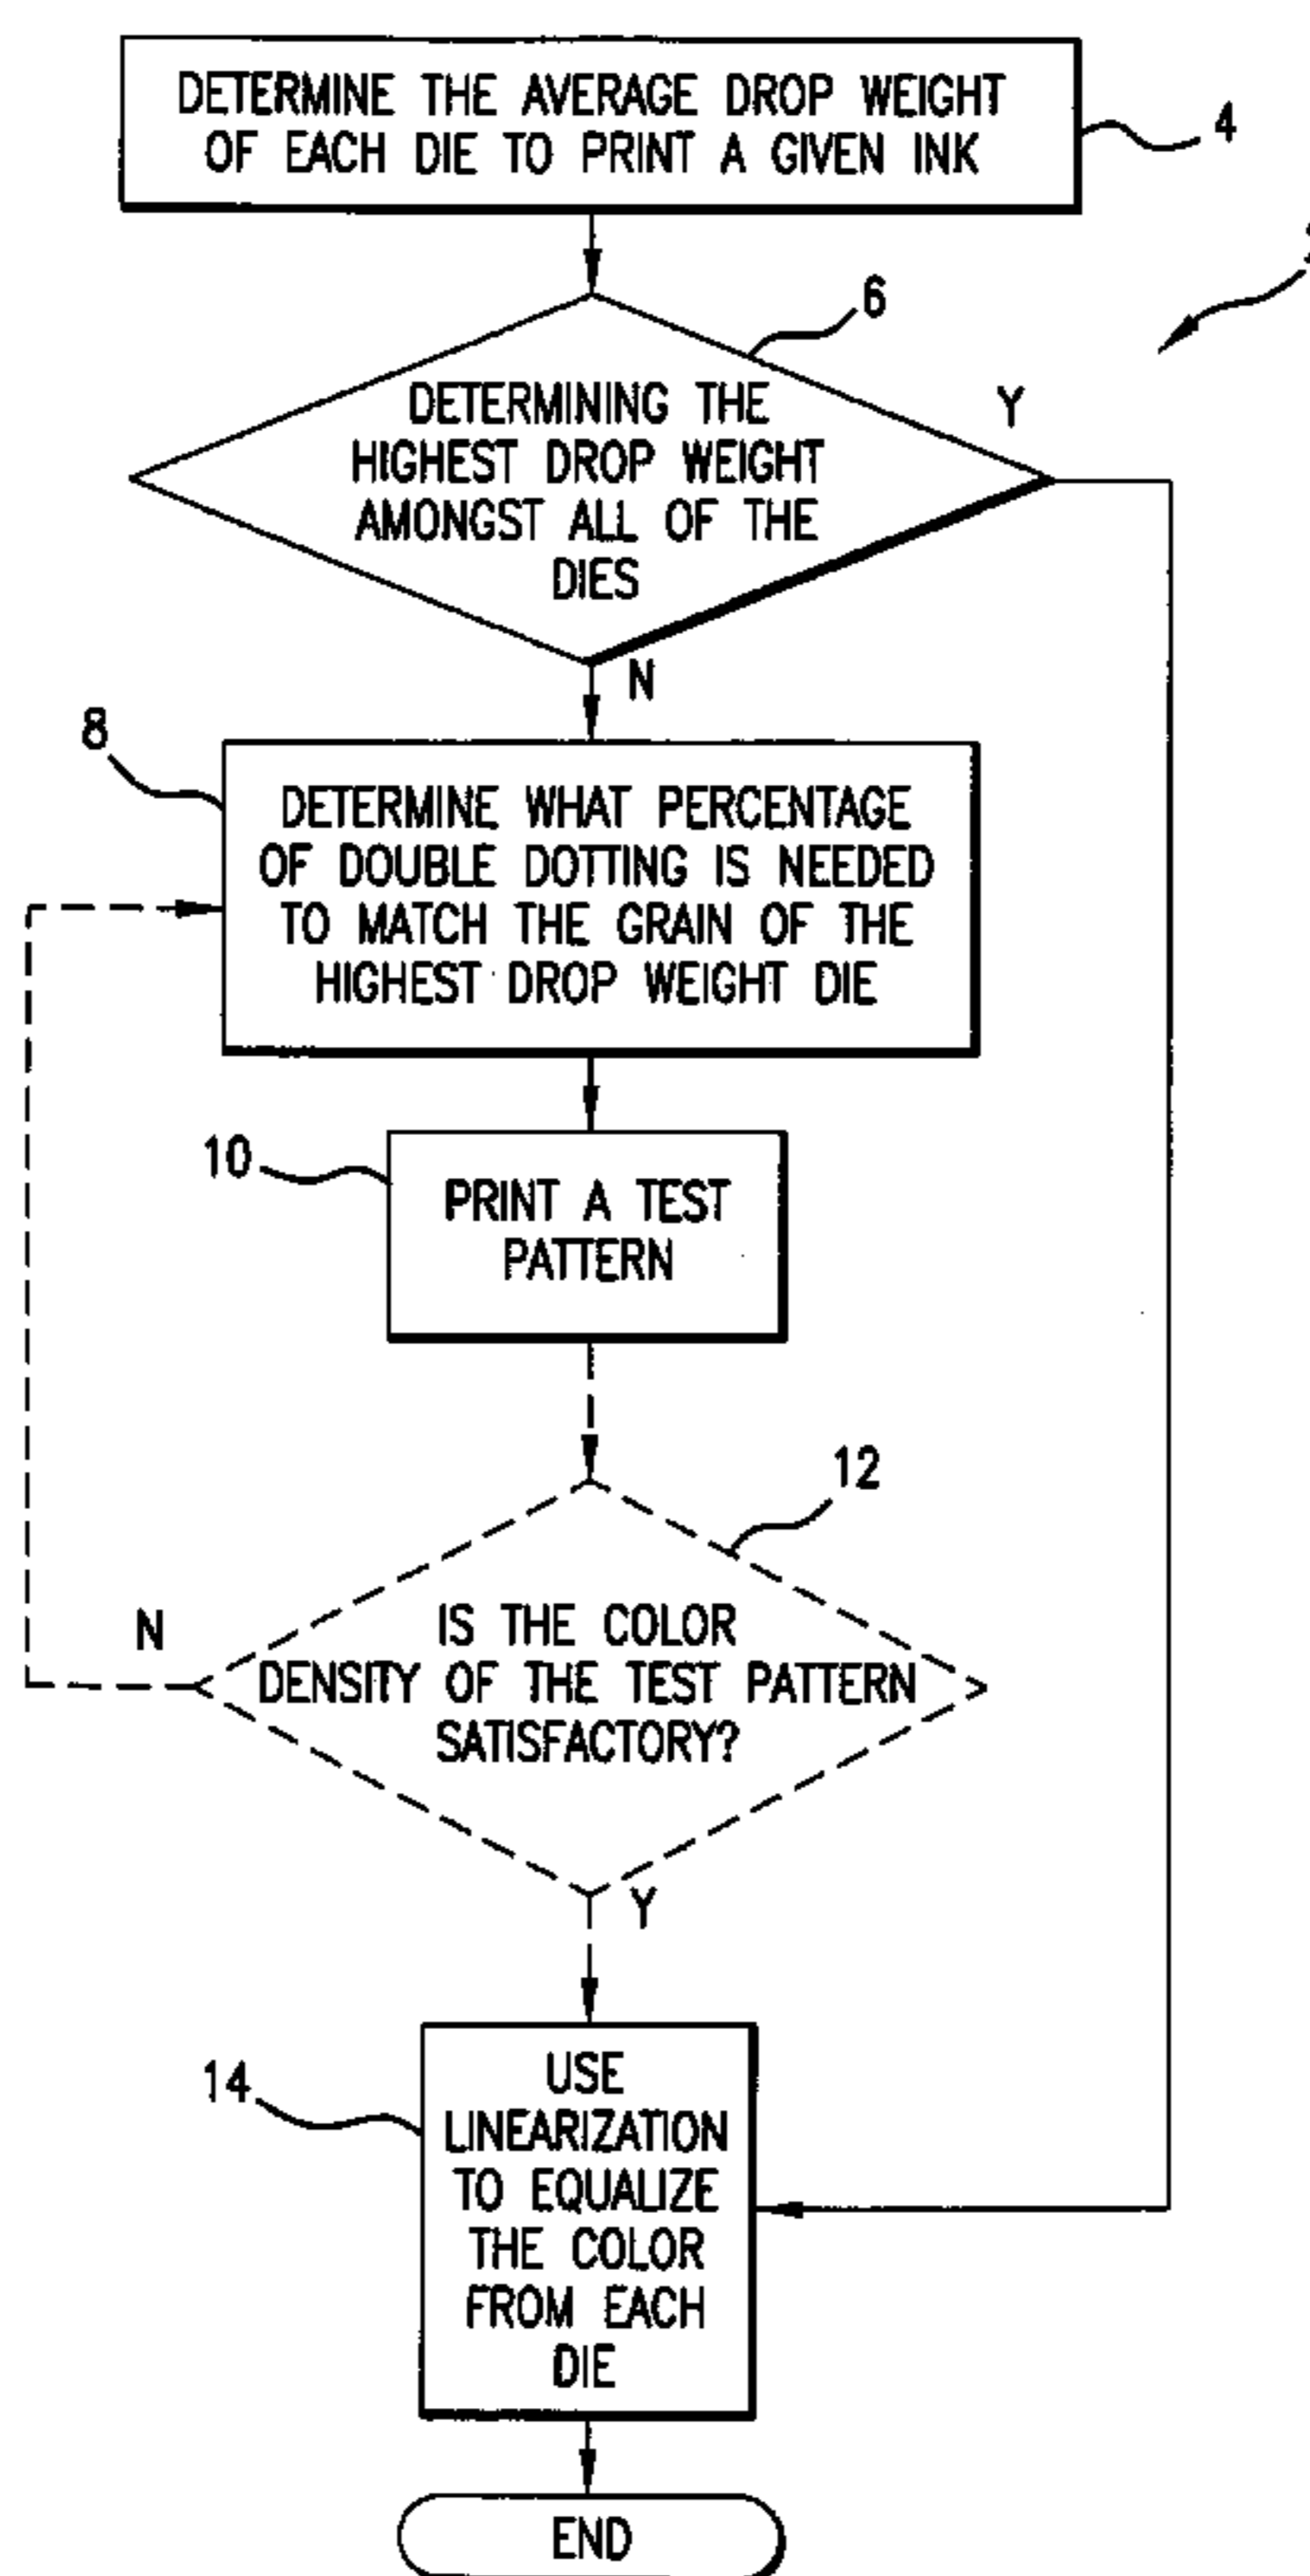 DETERMINE THE AVERAGE DROP WEIGHT
OF EACH DIE TO PRINT A GIVEN INK
4
6
DETERMINING THE
HIGHEST DROP WEIGHT
AMONGST ALL OF THE
DIES
Y
N
8
DETERMINE WHAT PERCENTAGE
OF DOUBLE DOTTING IS NEEDED
TO MATCH THE GRAIN OF THE
HIGHEST DROP WEIGHT DIE
10
PRINT A TEST
PATTERN
12
IS THE COLOR
DENSITY OF THE TEST PATTERN
SATISFACTORY?
N
Y
14
USE
LINEARIZATION
TO EQUALIZE
THE COLOR
FROM EACH
DIE
END